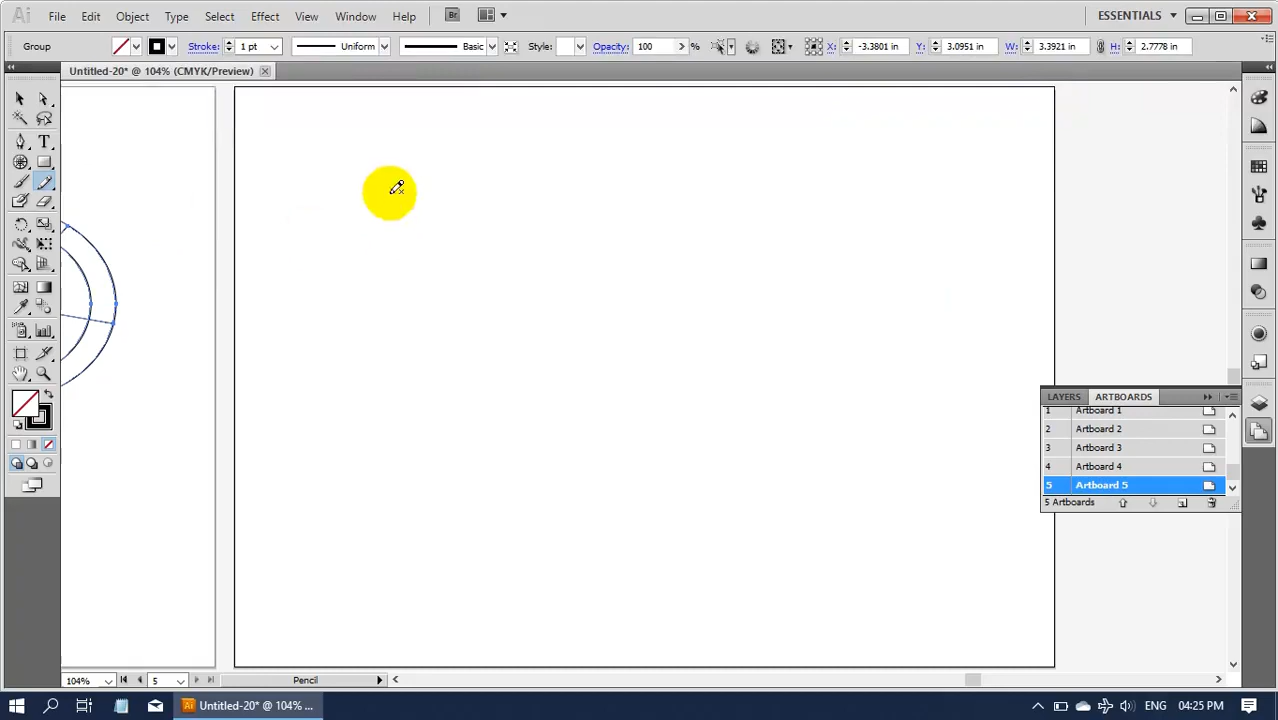 Ai File Edit Object Type Select Effect View Window Help Br ESSENTIALS
Group Stroke: 1 pt Uniform Basic Style: Opacity: 100 % X: -3.3801 in Y: 3.0951 in W: 3.3921 in H: 2.7778 in
Untitled-20* @ 104% (CMYK/Preview)
T
LAYERS ARTBOARDS
1 Artboard 1
2 Artboard 2
3 Artboard 3
4 Artboard 4
5 Artboard 5
5 Artboards
104% 5 Pencil
Ai Untitled-20* @ 104% ... ENG 04:25 PM